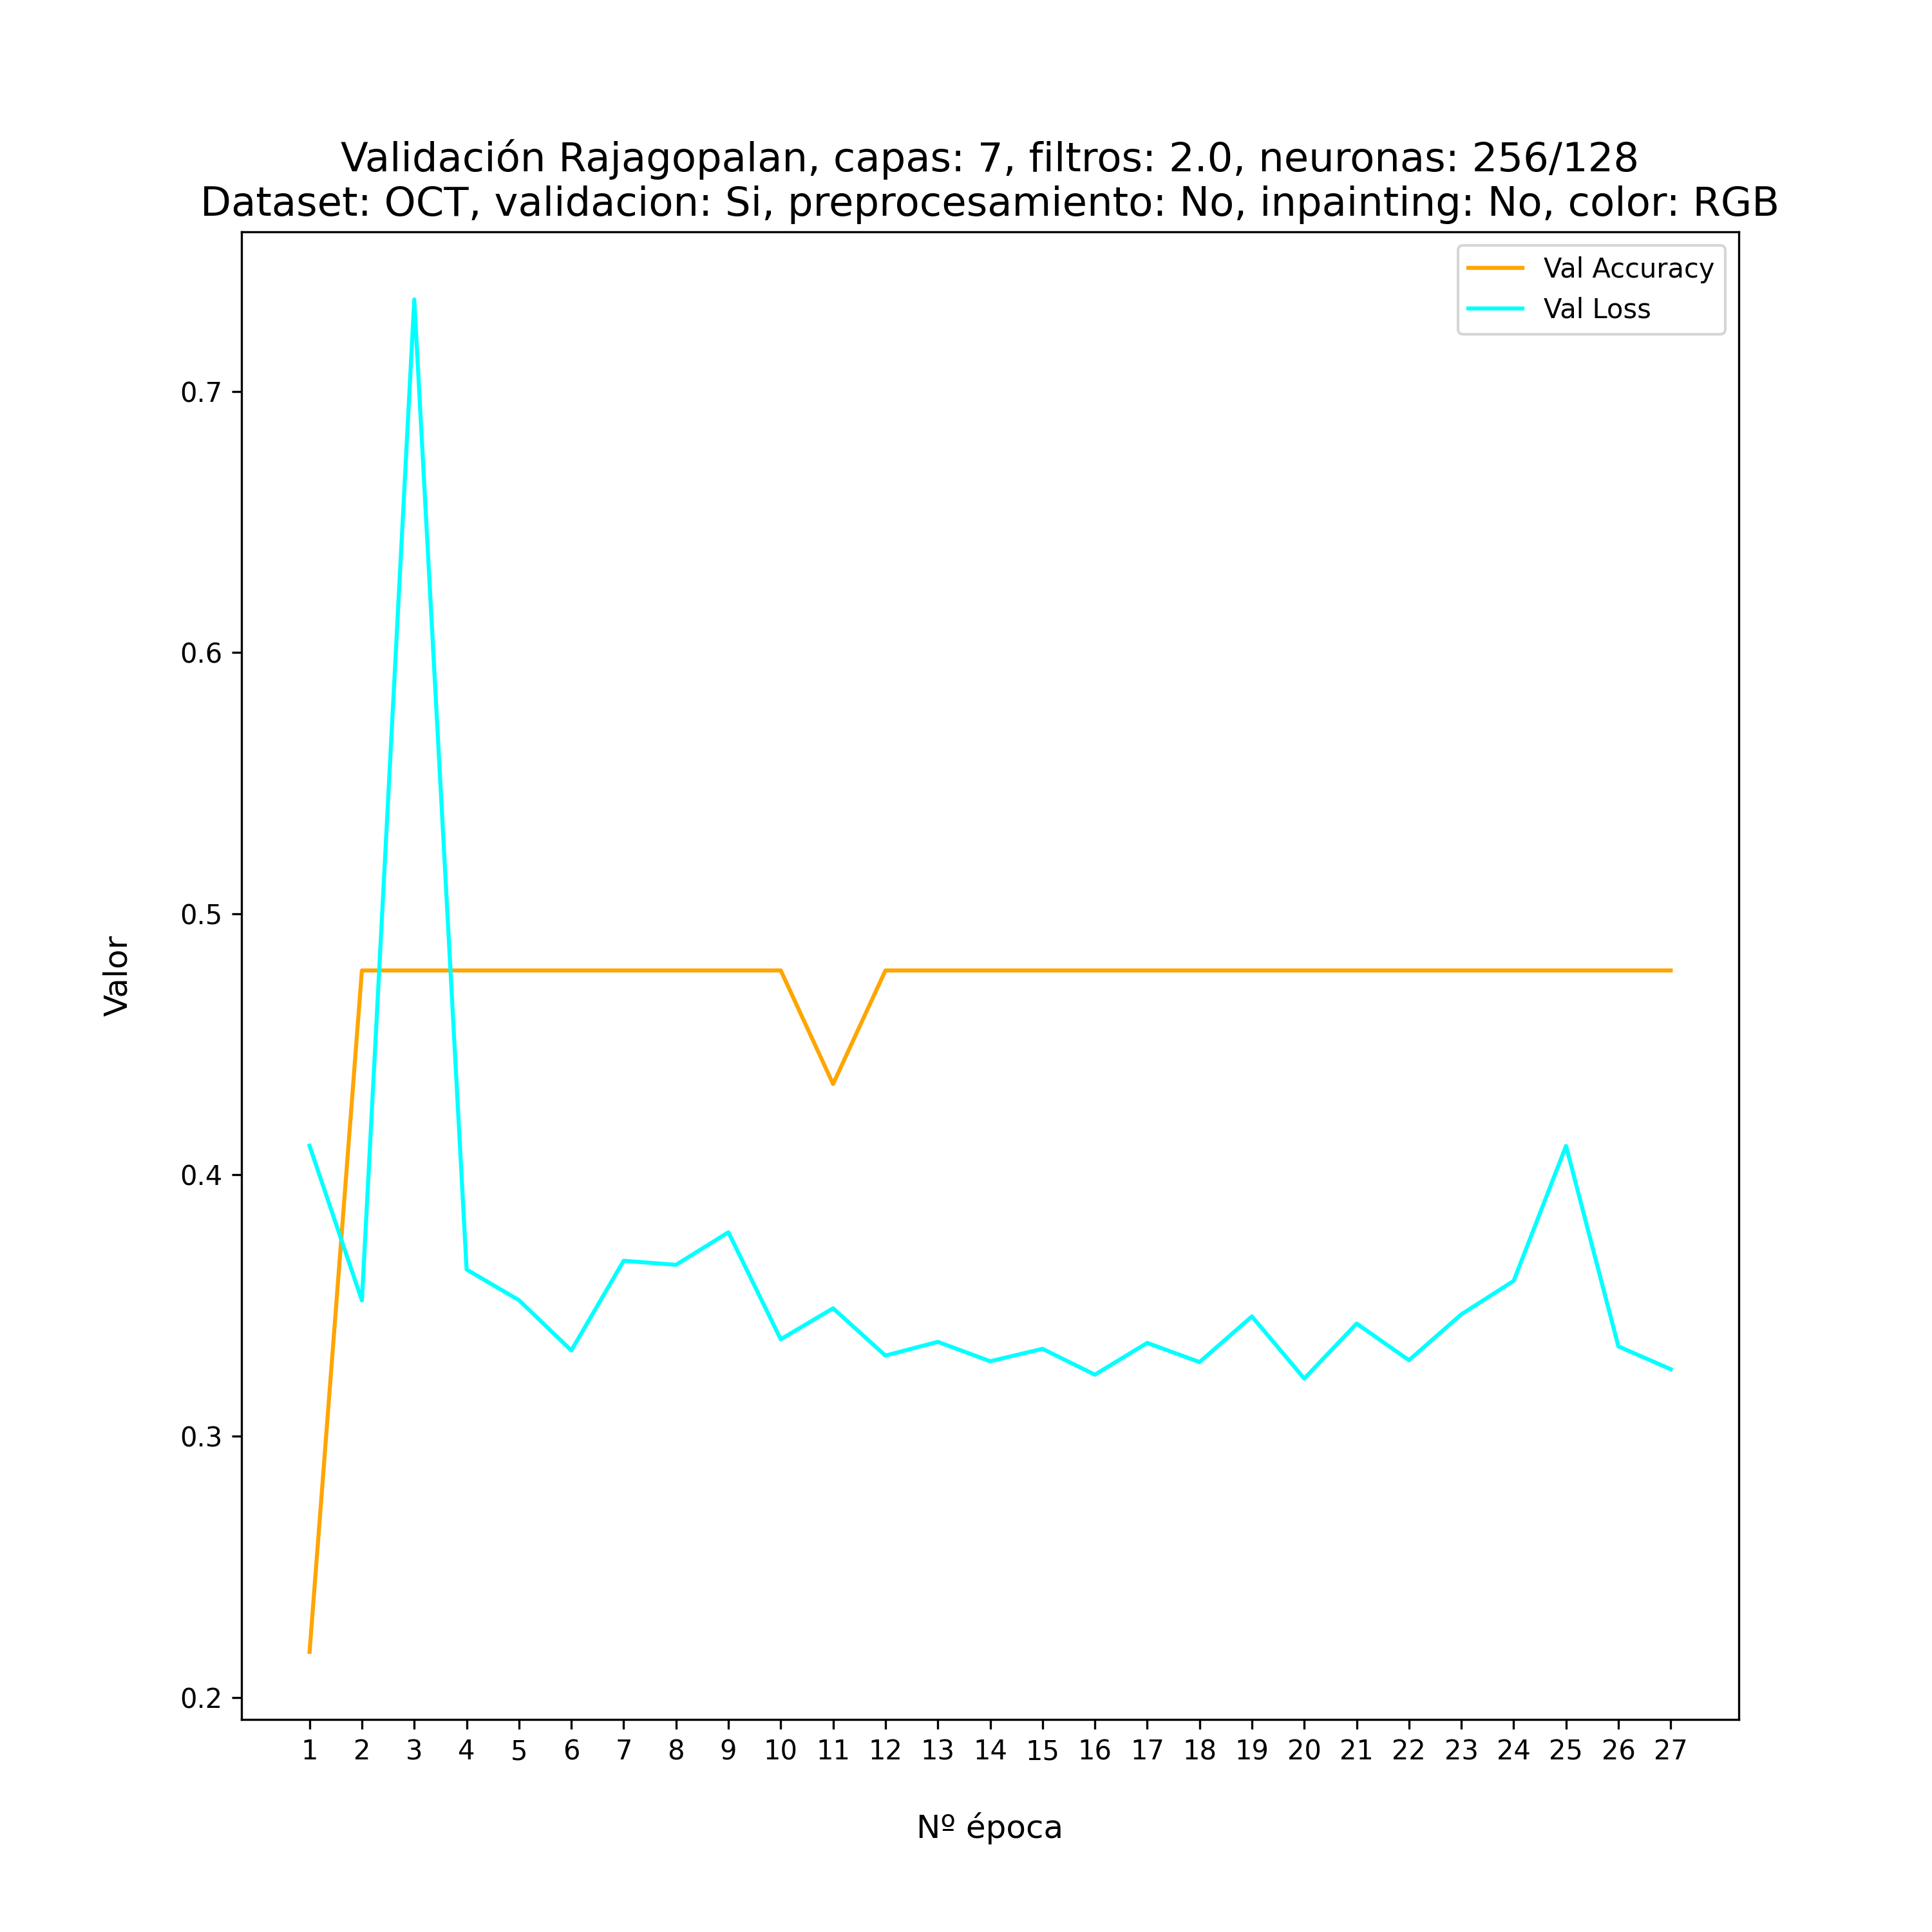 Validación Rajagopalan, capas: 7, filtros: 2.0, neuronas: 256/128
Dataset: OCT, validacion: Si, preprocesamiento: No, inpainting: No, color: RGB
Val Accuracy
Val Loss
0.7
0.6
0.5
0.4
0.3
0.2
Valor
1 2 3 4 5 6 7 8 9 10 11 12 13 14 15 16 17 18 19 20 21 22 23 24 25 26 27
Nº época